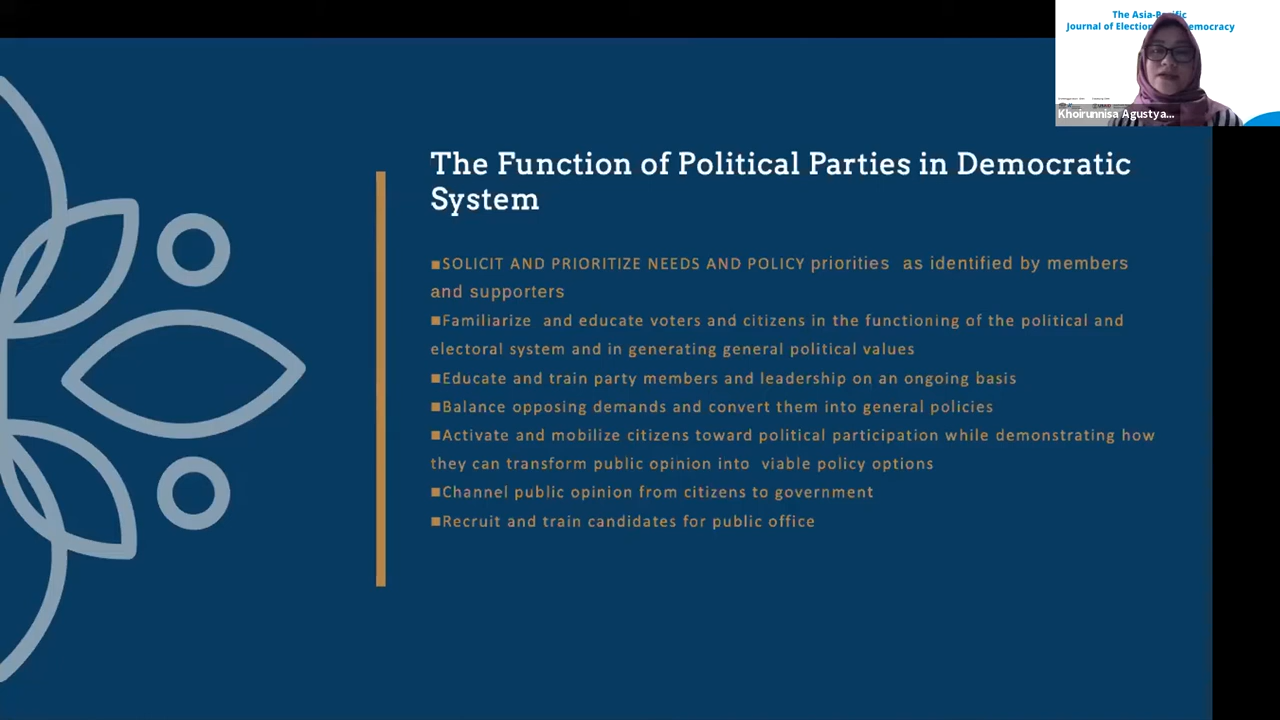 The Asia-Pacific
Journal of Election Democracy
Khoirunnisa Agustya...
The Function of Political Parties in Democratic
System
■SOLICIT AND PRIORITIZE NEEDS AND POLICY priorities as identified by members
and supporters
■Familiarize and educate voters and citizens in the functioning of the political and
electoral system and in generating general political values
■Educate and train party members and leadership on an ongoing basis
■Balance opposing demands and convert them into general policies
■Activate and mobilize citizens toward political participation while demonstrating how
they can transform public opinion into viable policy options
■Channel public opinion from citizens to government
■Recruit and train candidates for public office